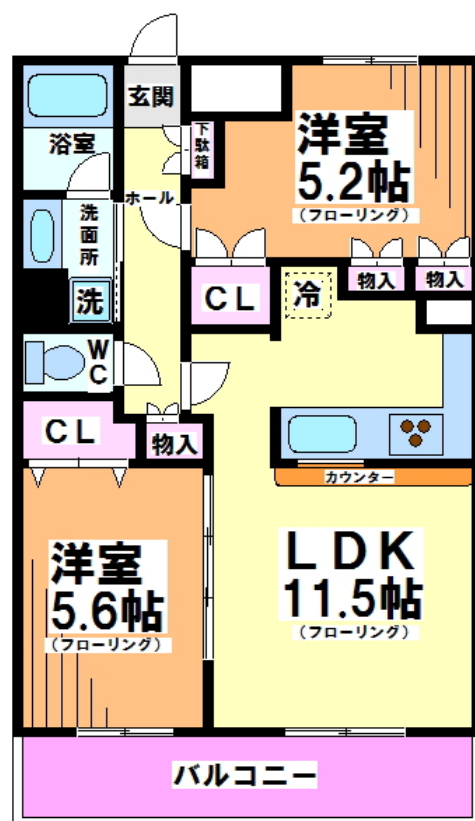 玄関
浴室
下駄箱
洋室
5.2帖
(フローリング)
ホール
洗面所
洗
CL
冷
物入
物入
WC
CL
物入
カウンター
洋室
5.6帖
(フローリング)
LDK
11.5帖
(フローリング)
バルコニー